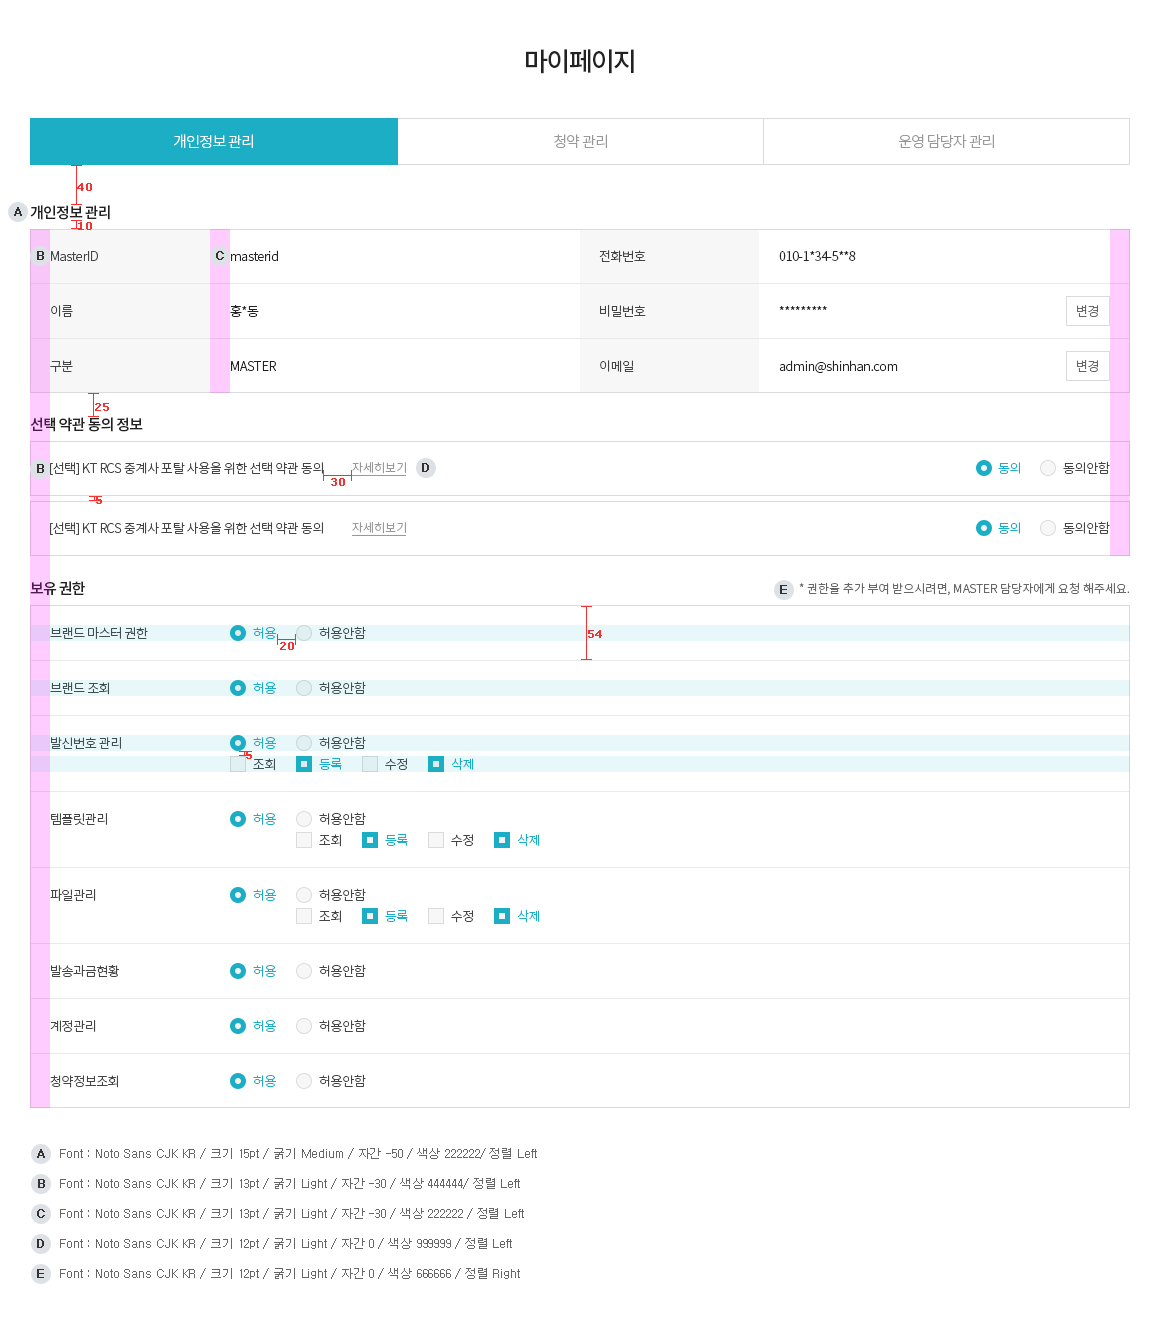 마이페이지
개인정보 관리 청약 관리 운영 담당자 관리
40
A 개인정보 관리
10
B MasterID C masterid 전화번호 010-1*34-5**8
이름 홍*동 비밀번호 ********* 변경
구분 MASTER 이메일 admin@shinhan.com 변경
25
선택 약관 동의 정보
B [선택] KT RCS 중계사 포탈 사용을 위한 선택 약관 동의 자세히보기 D 동의 동의안함
30
5
[선택] KT RCS 중계사 포탈 사용을 위한 선택 약관 동의 자세히보기 동의 동의안함
보유 권한 E * 권한을 추가 부여 받으시려면, MASTER 담당자에게 요청 해주세요.
브랜드 마스터 권한 허용 허용안함 54
20
브랜드 조회 허용 허용안함
발신번호 관리 허용 허용안함
5
조회 등록 수정 삭제
템플릿관리 허용 허용안함
조회 등록 수정 삭제
파일관리 허용 허용안함
조회 등록 수정 삭제
발송과금현황 허용 허용안함
계정관리 허용 허용안함
청약정보조회 허용 허용안함
A Font : Noto Sans CJK KR / 크기 15pt / 굵기 Medium / 자간 -50 / 색상 222222/ 정렬 Left
B Font : Noto Sans CJK KR / 크기 13pt / 굵기 Light / 자간 -30 / 색상 444444/ 정렬 Left
C Font : Noto Sans CJK KR / 크기 13pt / 굵기 Light / 자간 -30 / 색상 222222 / 정렬 Left
D Font : Noto Sans CJK KR / 크기 12pt / 굵기 Light / 자간 0 / 색상 999999 / 정렬 Left
E Font : Noto Sans CJK KR / 크기 12pt / 굵기 Light / 자간 0 / 색상 666666 / 정렬 Right